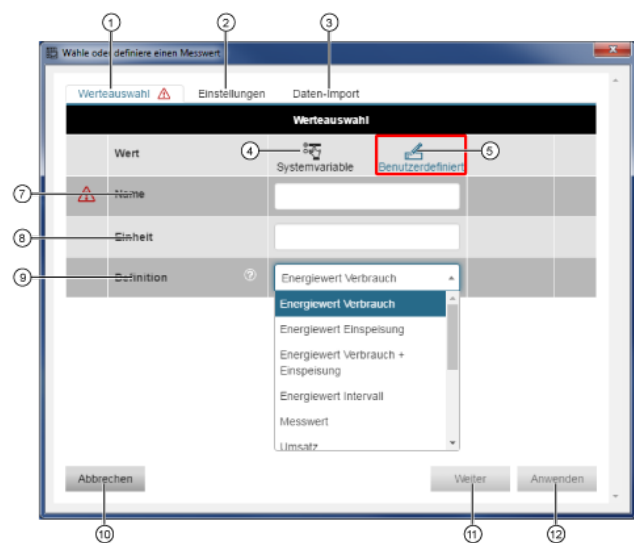 1
2
3
Wähle oder definiere einen Messwert
Werteauswahl
Einstellungen
Daten-Import
Werteauswahl
Wert
4
Systemvariable
Benutzerdefiniert
5
7
Name
8
Einheit
9
Definition
?
Energiewert Verbrauch
Energiewert Verbrauch
Energiewert Einspeisung
Energiewert Verbrauch +
Einspeisung
Energiewert Intervall
Messwert
Umsatz
Abbrechen
Weiter
Anwenden
10
11
12